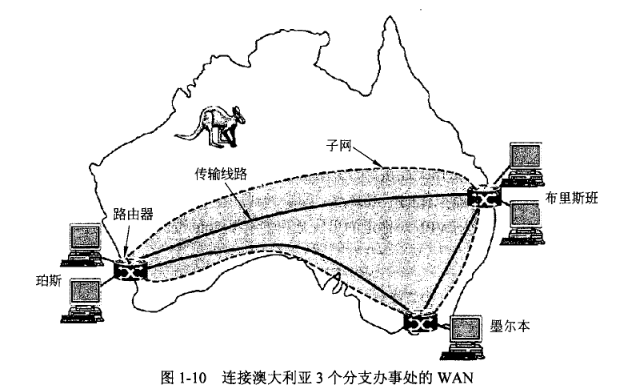 子网
传输线路
布里斯班
路由器
珀斯
墨尔本
图 1-10 连接澳大利亚 3 个分支办事处的 WAN